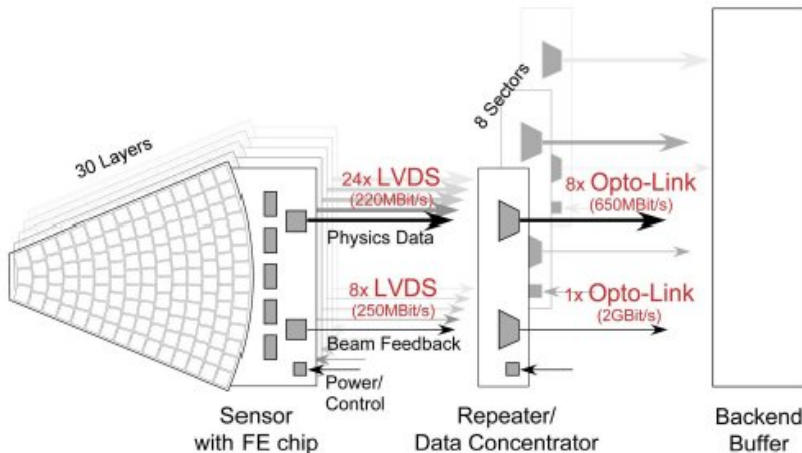 30 Layers
8 Sectors
24x LVDS
(220MBit/s)
Physics Data
8x Opto-Link
(650MBit/s)
8x LVDS
(250MBit/s)
Beam Feedback
1x Opto-Link
(2GBit/s)
Power/
Control
Sensor
with FE chip
Repeater/
Data Concentrator
Backend
Buffer